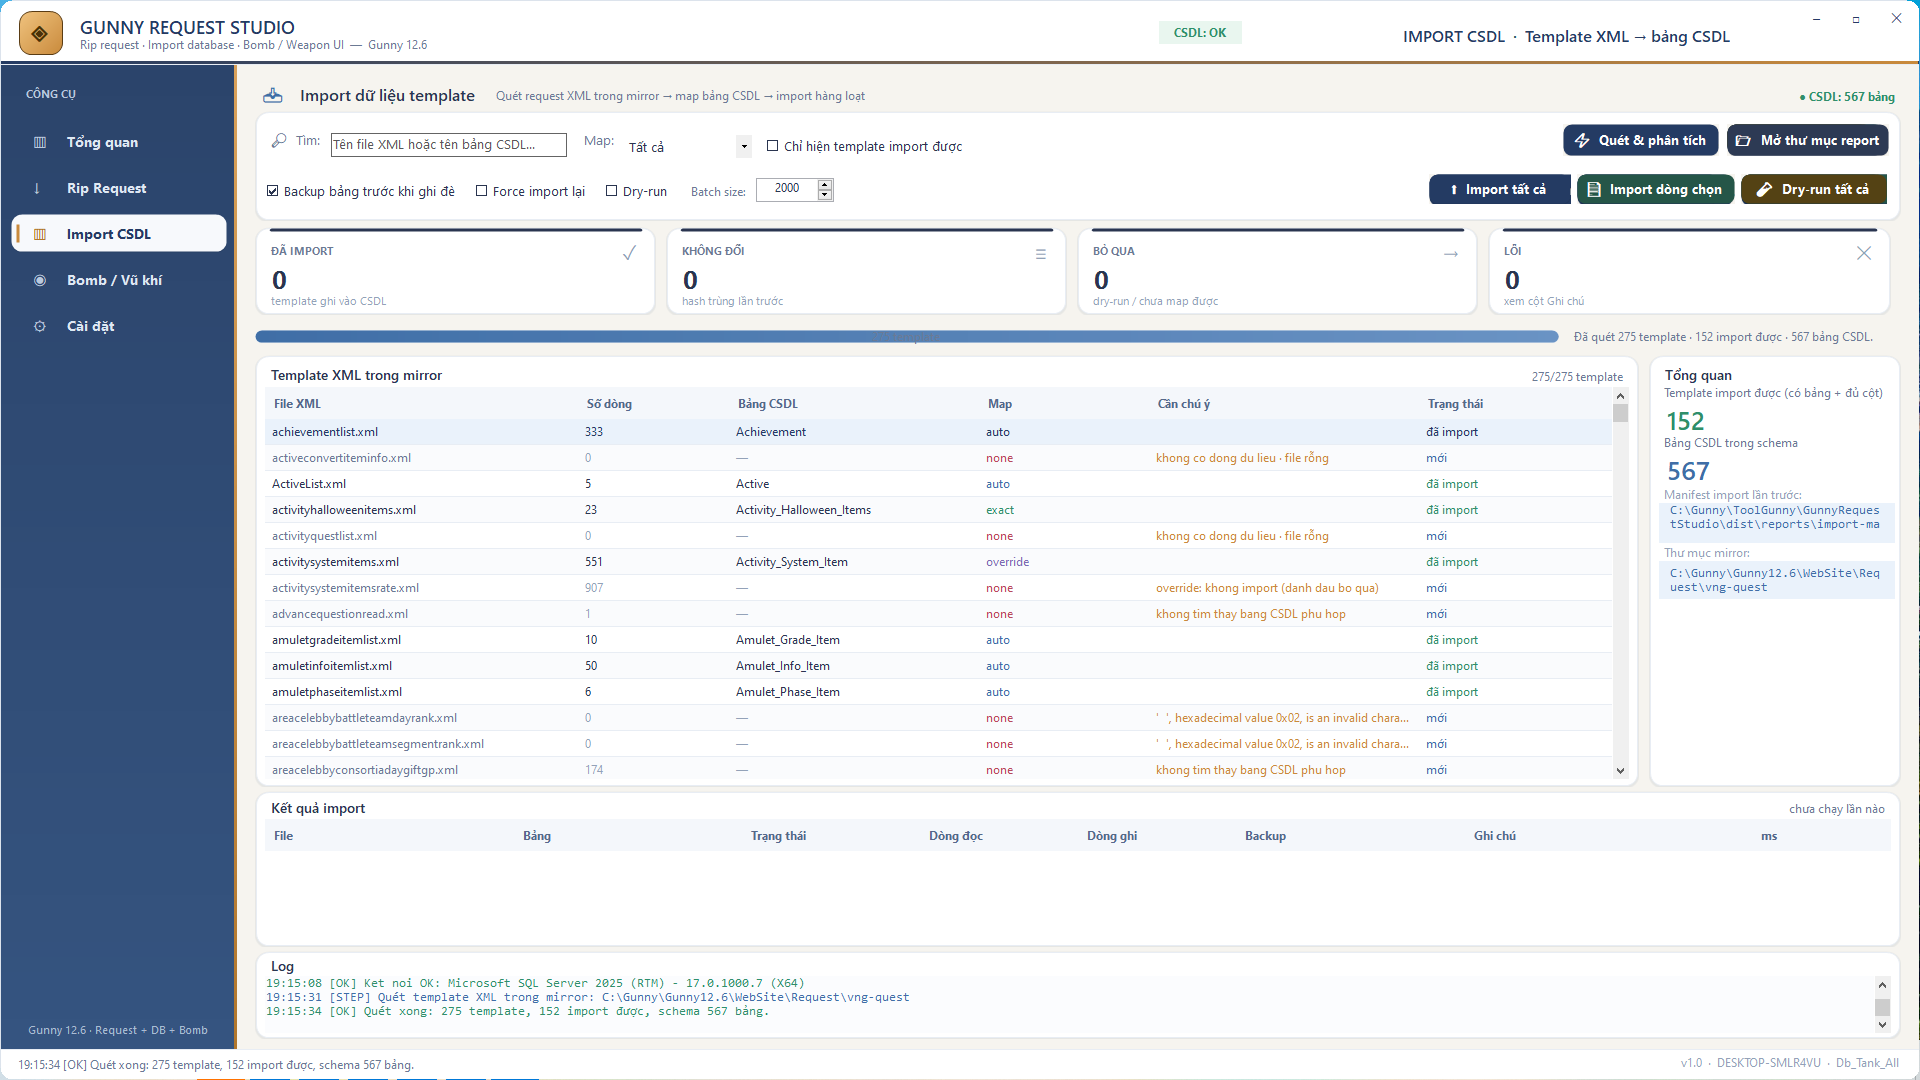 GUNNY REQUEST STUDIO
Rip request · Import database · Bomb / Weapon UI — Gunny 12.6
CSDL: OK
IMPORT CSDL · Template XML → bảng CSDL
CÔNG CỤ
Tổng quan
Rip Request
Import CSDL
Bomb / Vũ khí
Cài đặt
Gunny 12.6 · Request + DB + Bomb
Import dữ liệu template
Quét request XML trong mirror → map bảng CSDL → import hàng loạt
● CSDL: 567 bảng
Tìm: Tên file XML hoặc tên bảng CSDL... Map: Tất cả Chỉ hiện template import được
Quét & phân tích
Mở thư mục report
Backup bảng trước khi ghi đè Force import lại Dry-run Batch size: 2000
Import tất cả
Import dòng chọn
Dry-run tất cả
ĐÃ IMPORT
0
template ghi vào CSDL
KHÔNG ĐỔI
0
hash trùng lần trước
BỎ QUA
0
dry-run / chưa map được
LỖI
0
xem cột Ghi chú
Đã quét 275 template · 152 import được · 567 bảng CSDL.
Template XML trong mirror
275/275 template
File XML Số dòng Bảng CSDL Map Cần chú ý Trạng thái
achievementlist.xml 333 Achievement auto đã import
activeconvertiteminfo.xml 0 — none khong co dong du lieu · file rỗng mới
ActiveList.xml 5 Active auto đã import
activityhalloweenitems.xml 23 Activity_Halloween_Items exact đã import
activityquestlist.xml 0 — none khong co dong du lieu · file rỗng mới
activitysystemitems.xml 551 Activity_System_Item override đã import
activitysystemitemsrate.xml 907 — none override: khong import (danh dau bo qua) mới
advancequestionread.xml 1 — none khong tim thay bang CSDL phu hop mới
amuletgradeitemlist.xml 10 Amulet_Grade_Item auto đã import
amuletinfoitemlist.xml 50 Amulet_Info_Item auto đã import
amuletphaseitemlist.xml 6 Amulet_Phase_Item auto đã import
areacelebbybattleteamdayrank.xml 0 — none ' ', hexadecimal value 0x02, is an invalid chara... mới
areacelebbybattleteamsegmentrank.xml 0 — none ' ', hexadecimal value 0x02, is an invalid chara... mới
areacelebbyconsortiadaygiftgp.xml 174 — none khong tim thay bang CSDL phu hop mới
Tổng quan
Template import được (có bảng + đủ cột)
152
Bảng CSDL trong schema
567
Manifest import lần trước:
C:\Gunny\ToolGunny\GunnyReques
tStudio\dist\reports\import-ma
Thư mục mirror:
C:\Gunny\Gunny12.6\WebSite\Req
uest\vng-quest
Kết quả import
chưa chạy lần nào
File Bảng Trạng thái Dòng đọc Dòng ghi Backup Ghi chú ms
Log
19:15:08 [OK] Ket noi OK: Microsoft SQL Server 2025 (RTM) - 17.0.1000.7 (X64)
19:15:31 [STEP] Quét template XML trong mirror: C:\Gunny\Gunny12.6\WebSite\Request\vng-quest
19:15:34 [OK] Quét xong: 275 template, 152 import được, schema 567 bảng.
19:15:34 [OK] Quét xong: 275 template, 152 import được, schema 567 bảng.
v1.0 · DESKTOP-SMLR4VU · Db_Tank_All